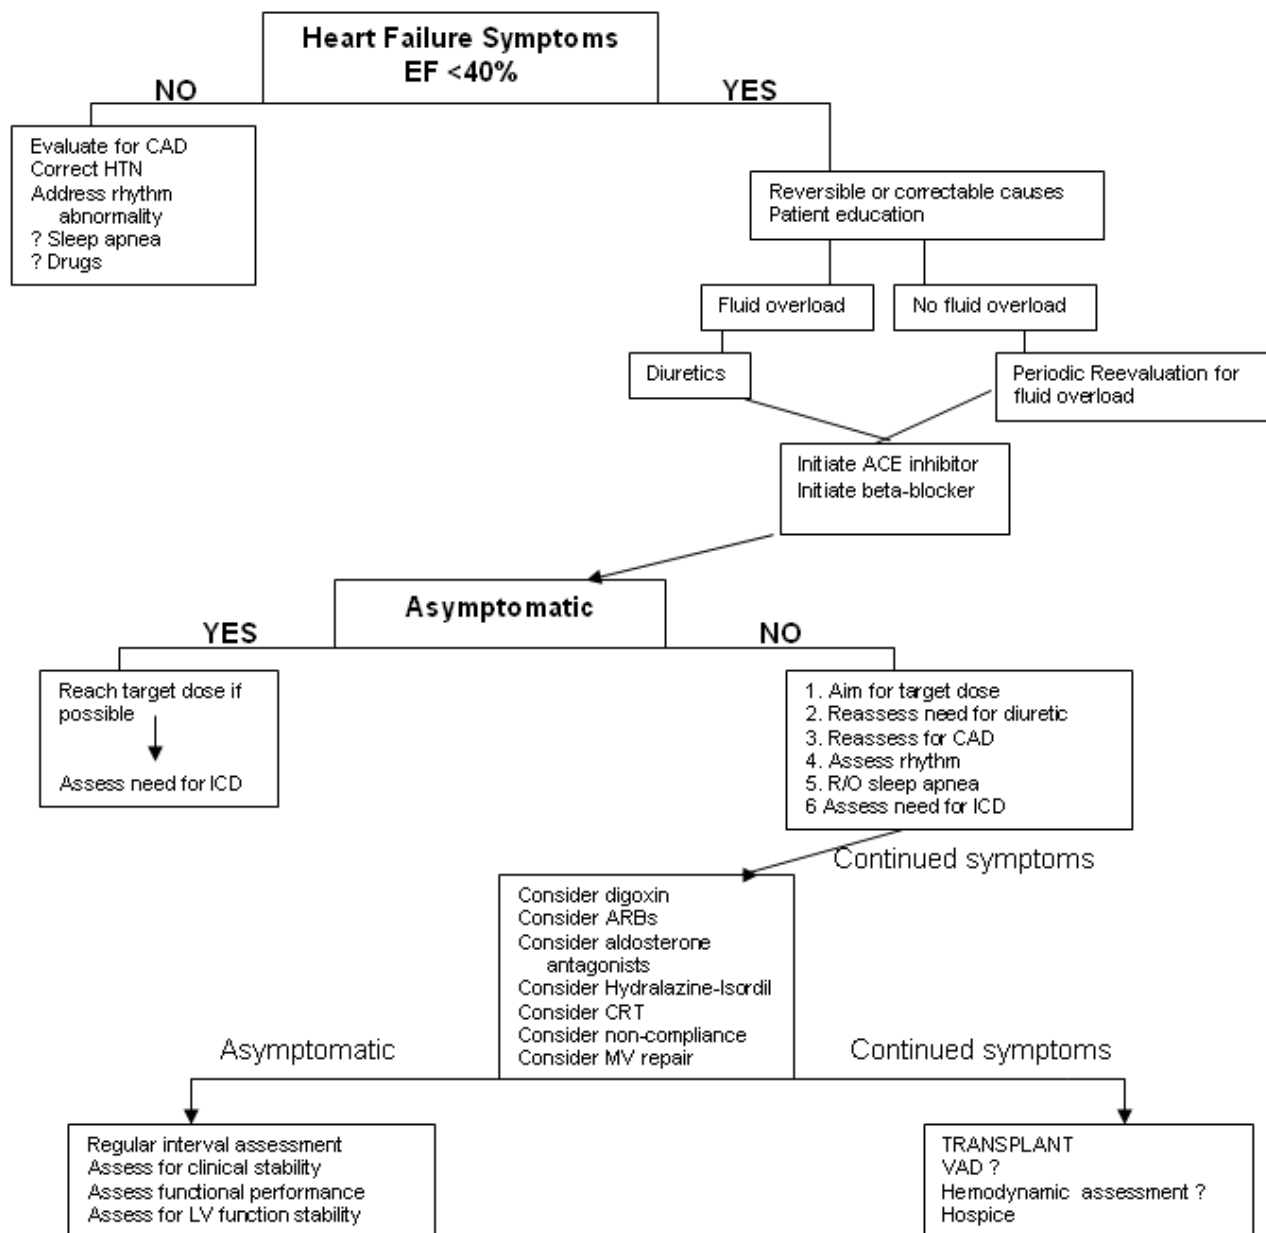 Heart Failure Symptoms
EF <40%
NO
YES
Evaluate for CAD
Correct HTN
Address rhythm
abnormality
? Sleep apnea
? Drugs
Reversible or correctable causes
Patient education
Fluid overload
No fluid overload
Diuretics
Periodic Reevaluation for
fluid overload
Initiate ACE inhibitor
Initiate beta-blocker
Asymptomatic
YES
NO
Reach target dose if
possible
Assess need for ICD
1. Aim for target dose
2. Reassess need for diuretic
3. Reassess for CAD
4. Assess rhythm
5. R/O sleep apnea
6 Assess need for ICD
Continued symptoms
Consider digoxin
Consider ARBs
Consider aldosterone
antagonists
Consider Hydralazine-Isordil
Consider CRT
Consider non-compliance
Consider MV repair
Asymptomatic
Continued symptoms
Regular interval assessment
Assess for clinical stability
Assess functional performance
Assess for LV function stability
TRANSPLANT
VAD ?
Hemodynamic assessment ?
Hospice